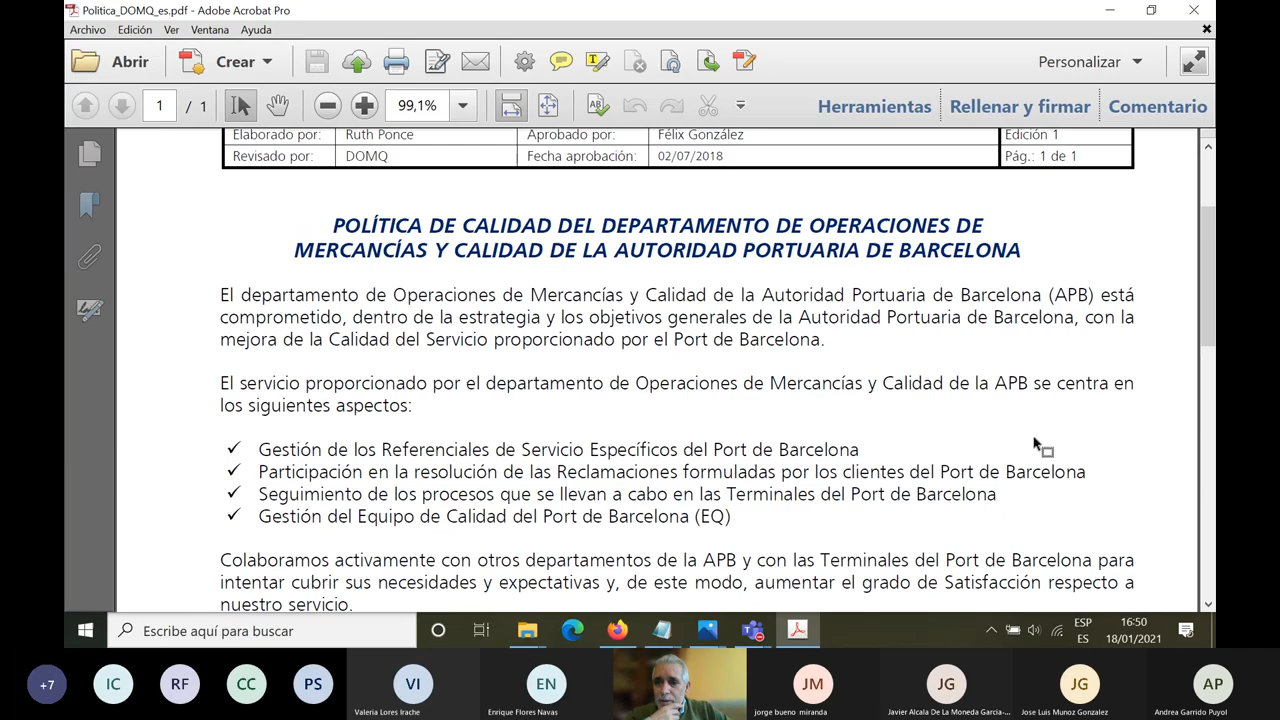 Politica_DOMQ_es.pdf - Adobe Acrobat Pro
Archivo Edición Ver Ventana Ayuda
Abrir Crear Personalizar
1 / 1 99,1% Herramientas Rellenar y firmar Comentario
Elaborado por: Ruth Ponce Aprobado por: Félix González Edición 1
Revisado por: DOMQ Fecha aprobación: 02/07/2018 Pág.: 1 de 1
POLÍTICA DE CALIDAD DEL DEPARTAMENTO DE OPERACIONES DE
MERCANCÍAS Y CALIDAD DE LA AUTORIDAD PORTUARIA DE BARCELONA
El departamento de Operaciones de Mercancías y Calidad de la Autoridad Portuaria de Barcelona (APB) está
comprometido, dentro de la estrategia y los objetivos generales de la Autoridad Portuaria de Barcelona, con la
mejora de la Calidad del Servicio proporcionado por el Port de Barcelona.
El servicio proporcionado por el departamento de Operaciones de Mercancías y Calidad de la APB se centra en
los siguientes aspectos:
✓ Gestión de los Referenciales de Servicio Específicos del Port de Barcelona
✓ Participación en la resolución de las Reclamaciones formuladas por los clientes del Port de Barcelona
✓ Seguimiento de los procesos que se llevan a cabo en las Terminales del Port de Barcelona
✓ Gestión del Equipo de Calidad del Port de Barcelona (EQ)
Colaboramos activamente con otros departamentos de la APB y con las Terminales del Port de Barcelona para
intentar cubrir sus necesidades y expectativas y, de este modo, aumentar el grado de Satisfacción respecto a
nuestro servicio.
Escribe aquí para buscar ESP 16:50
ES 18/01/2021
+7 IC RF CC PS VI EN JM JG JG AP
Valeria Lores Irache Enrique Flores Navas jorge bueno miranda Javier Alcala De La Moneda Garcia-... Jose Luis Munoz Gonzalez Andrea Garrido Puyol